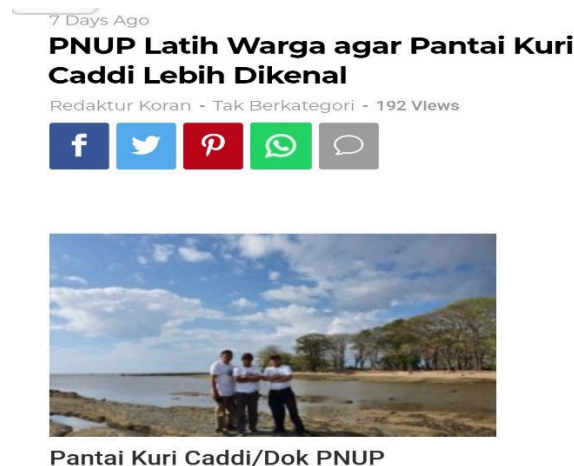 7 Days Ago
PNUP Latih Warga agar Pantai Kuri
Caddi Lebih Dikenal
Redaktur Koran - Tak Berkategori - 192 Views
Pantai Kuri Caddi/Dok PNUP